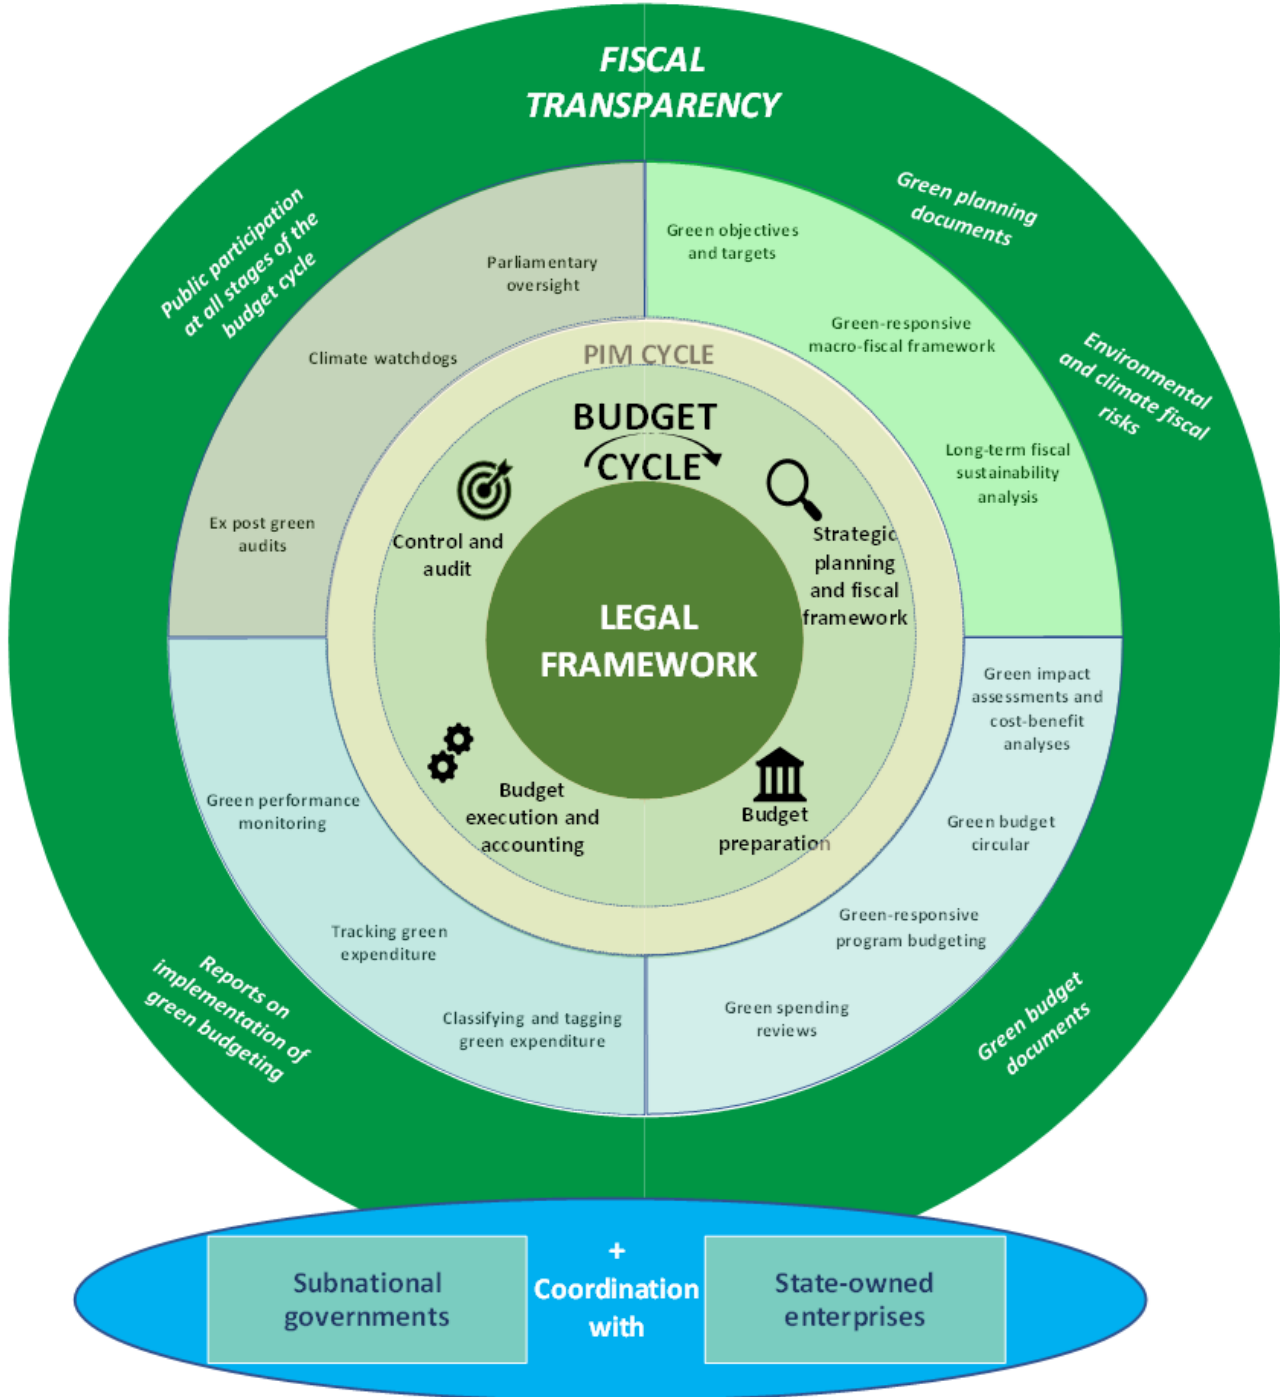 FISCAL
TRANSPARENCY
Public participation
at all stages of the
budget cycle
Green planning
documents
Environmental
and climate fiscal
risks
Parliamentary
oversight
Climate watchdogs
Ex post green
audits
Green objectives
and targets
Green-responsive
macro-fiscal framework
Long-term fiscal
sustainability
analysis
PIM CYCLE
BUDGET
CYCLE
Control and
audit
Strategic
planning
and fiscal
framework
LEGAL
FRAMEWORK
Budget
execution and
accounting
Budget
preparation
Green impact
assessments and
cost-benefit
analyses
Green budget
circular
Green-responsive
program budgeting
Green spending
reviews
Green performance
monitoring
Tracking green
expenditure
Classifying and tagging
green expenditure
Reports on
implementation of
green budgeting
Green budget
documents
Subnational
governments
+
Coordination
with
State-owned
enterprises